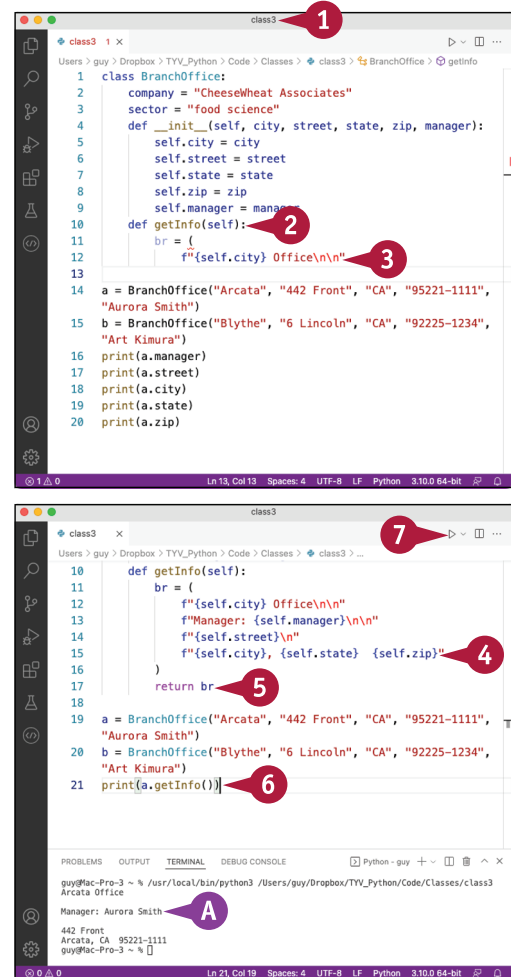 class3
1
class3 1 ×
Users > guy > Dropbox > TYV_Python > Code > Classes > class3 > BranchOffice > getInfo
1 class BranchOffice:
2 company = "CheeseWheat Associates"
3 sector = "food science"
4 def __init__(self, city, street, state, zip, manager):
5 self.city = city
6 self.street = street
7 self.state = state
8 self.zip = zip
9 self.manager = manager
10 def getInfo(self):
2
11 br = (
12 f"{self.city} Office\n\n"
3
13
14 a = BranchOffice("Arcata", "442 Front", "CA", "95221-1111",
"Aurora Smith")
15 b = BranchOffice("Blythe", "6 Lincoln", "CA", "92225-1234",
"Art Kimura")
16 print(a.manager)
17 print(a.street)
18 print(a.city)
19 print(a.state)
20 print(a.zip)
1 0 Ln 13, Col 13 Spaces: 4 UTF-8 LF Python 3.10.0 64-bit
class3
class3 ×
7
Users > guy > Dropbox > TYV_Python > Code > Classes > class3 > ...
10 def getInfo(self):
11 br = (
12 f"{self.city} Office\n\n"
13 f"Manager: {self.manager}\n\n"
14 f"{self.street}\n"
15 f"{self.city}, {self.state}  {self.zip}"
4
16 )
17 return br
5
18
19 a = BranchOffice("Arcata", "442 Front", "CA", "95221-1111",
"Aurora Smith")
20 b = BranchOffice("Blythe", "6 Lincoln", "CA", "92225-1234",
"Art Kimura")
21 print(a.getInfo())
6
PROBLEMS OUTPUT TERMINAL DEBUG CONSOLE Python - guy
guy@Mac-Pro-3 ~ % /usr/local/bin/python3 /Users/guy/Dropbox/TYV_Python/Code/Classes/class3
Arcata Office
Manager: Aurora Smith
A
442 Front
Arcata, CA  95221-1111
guy@Mac-Pro-3 ~ %
0 0 Ln 21, Col 19 Spaces: 4 UTF-8 LF Python 3.10.0 64-bit